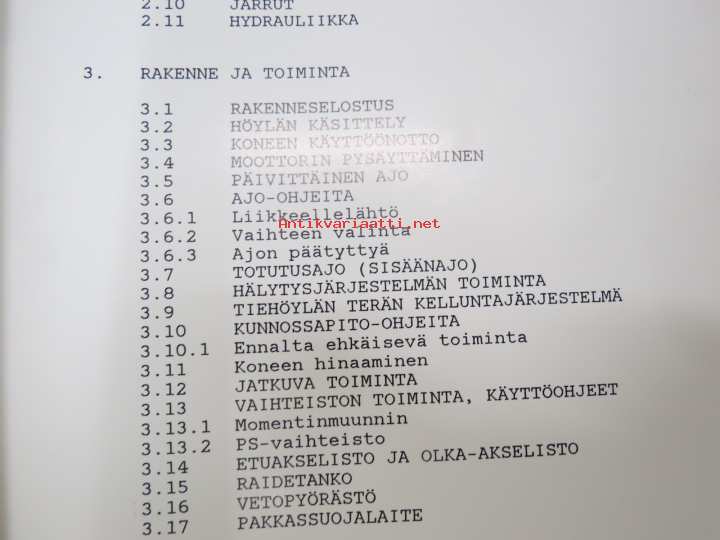 2.10 JARRUT
2.11 HYDRAULIIKKA
3. RAKENNE JA TOIMINTA
3.1 RAKENNESELOSTUS
3.2 HÖYLÄN KÄSITTELY
3.3 KONEEN KÄYTTÖÖNOTTO
3.4 MOOTTORIN PYSÄYTTÄMINEN
3.5 PÄIVITTÄINEN AJO
3.6 AJO-OHJEITA
3.6.1 Liikkeellelähtö
Antikvariaatti.net
3.6.2 Vaihteen valinta
3.6.3 Ajon päätyttyä
3.7 TOTUTUSAJO (SISÄÄNAJO)
3.8 HÄLYTYSJÄRJESTELMÄN TOIMINTA
3.9 TIEHÖYLÄN TERÄN KELLUNTAJÄRJESTELMÄ
3.10 KUNNOSSAPITO-OHJEITA
3.10.1 Ennalta ehkäisevä toiminta
3.11 Koneen hinaaminen
3.12 JATKUVA TOIMINTA
3.13 VAIHTEISTON TOIMINTA, KÄYTTÖOHJEET
3.13.1 Momentinmuunnin
3.13.2 PS-vaihteisto
3.14 ETUAKSELISTO JA OLKA-AKSELISTO
3.15 RAIDETANKO
3.16 VETOPYÖRÄSTÖ
3.17 PAKKASSUOJALAITE